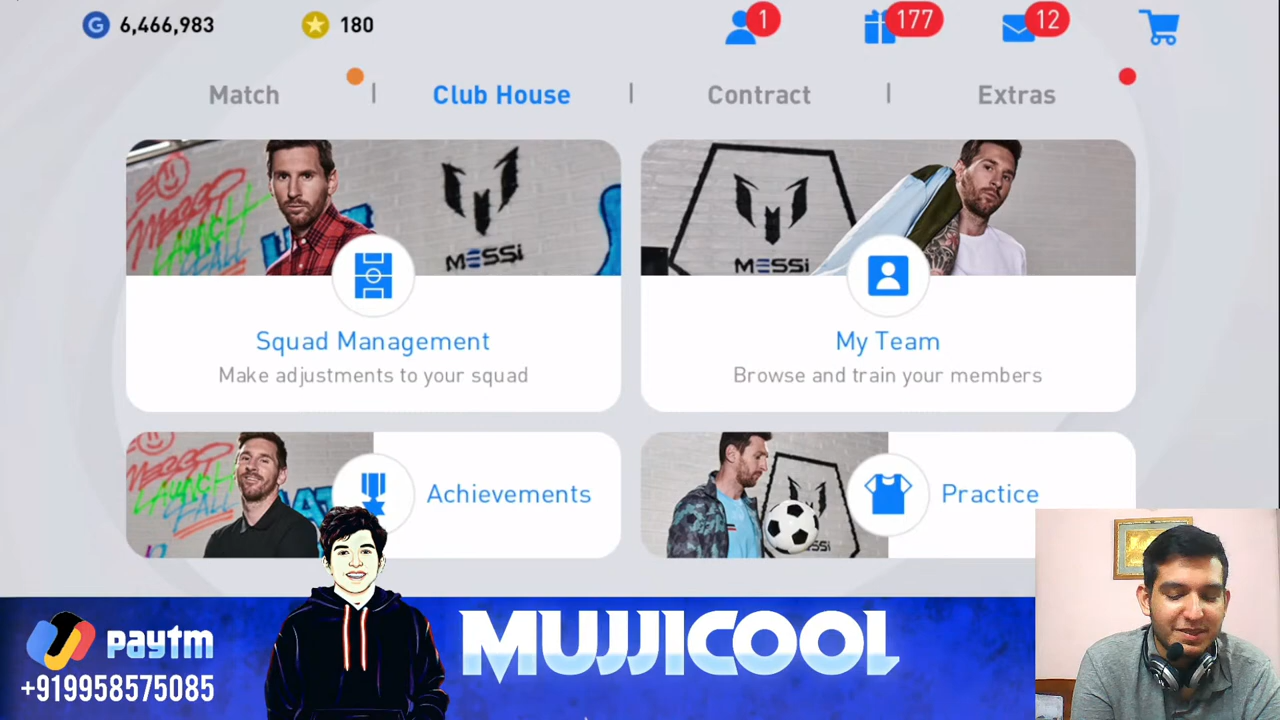 6,466,983 180 1 177 12
Match | Club House | Contract | Extras
MESSI MESSI
Squad Management My Team
Make adjustments to your squad Browse and train your members
Achievements Practice
paytm MUJJICOOL
+919958575085